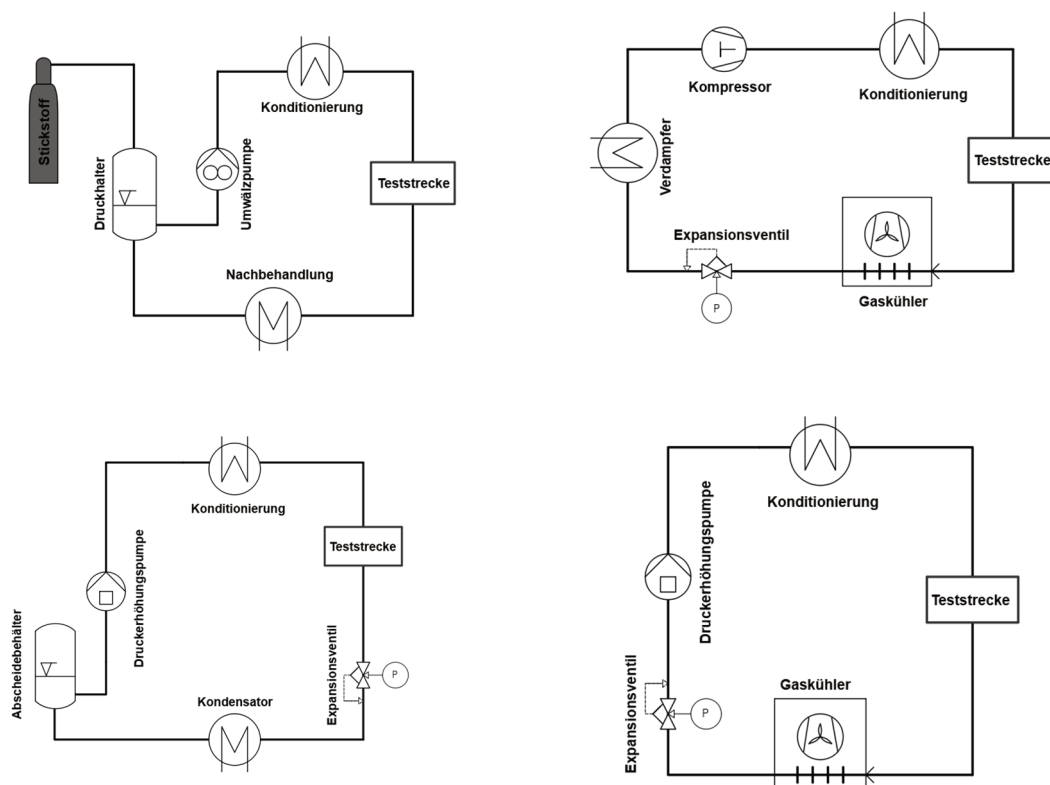 Stickstoff
Druckhalter
Umwälzpumpe
Konditionierung
Teststrecke
Nachbehandlung
Kompressor
Konditionierung
Verdampfer
Teststrecke
Expansionsventil
P
Gaskühler
Konditionierung
Teststrecke
Druckerhöhungspumpe
Abscheidebehälter
Expansionsventil
P
Kondensator
Konditionierung
Druckerhöhungspumpe
Teststrecke
Expansionsventil
P
Gaskühler